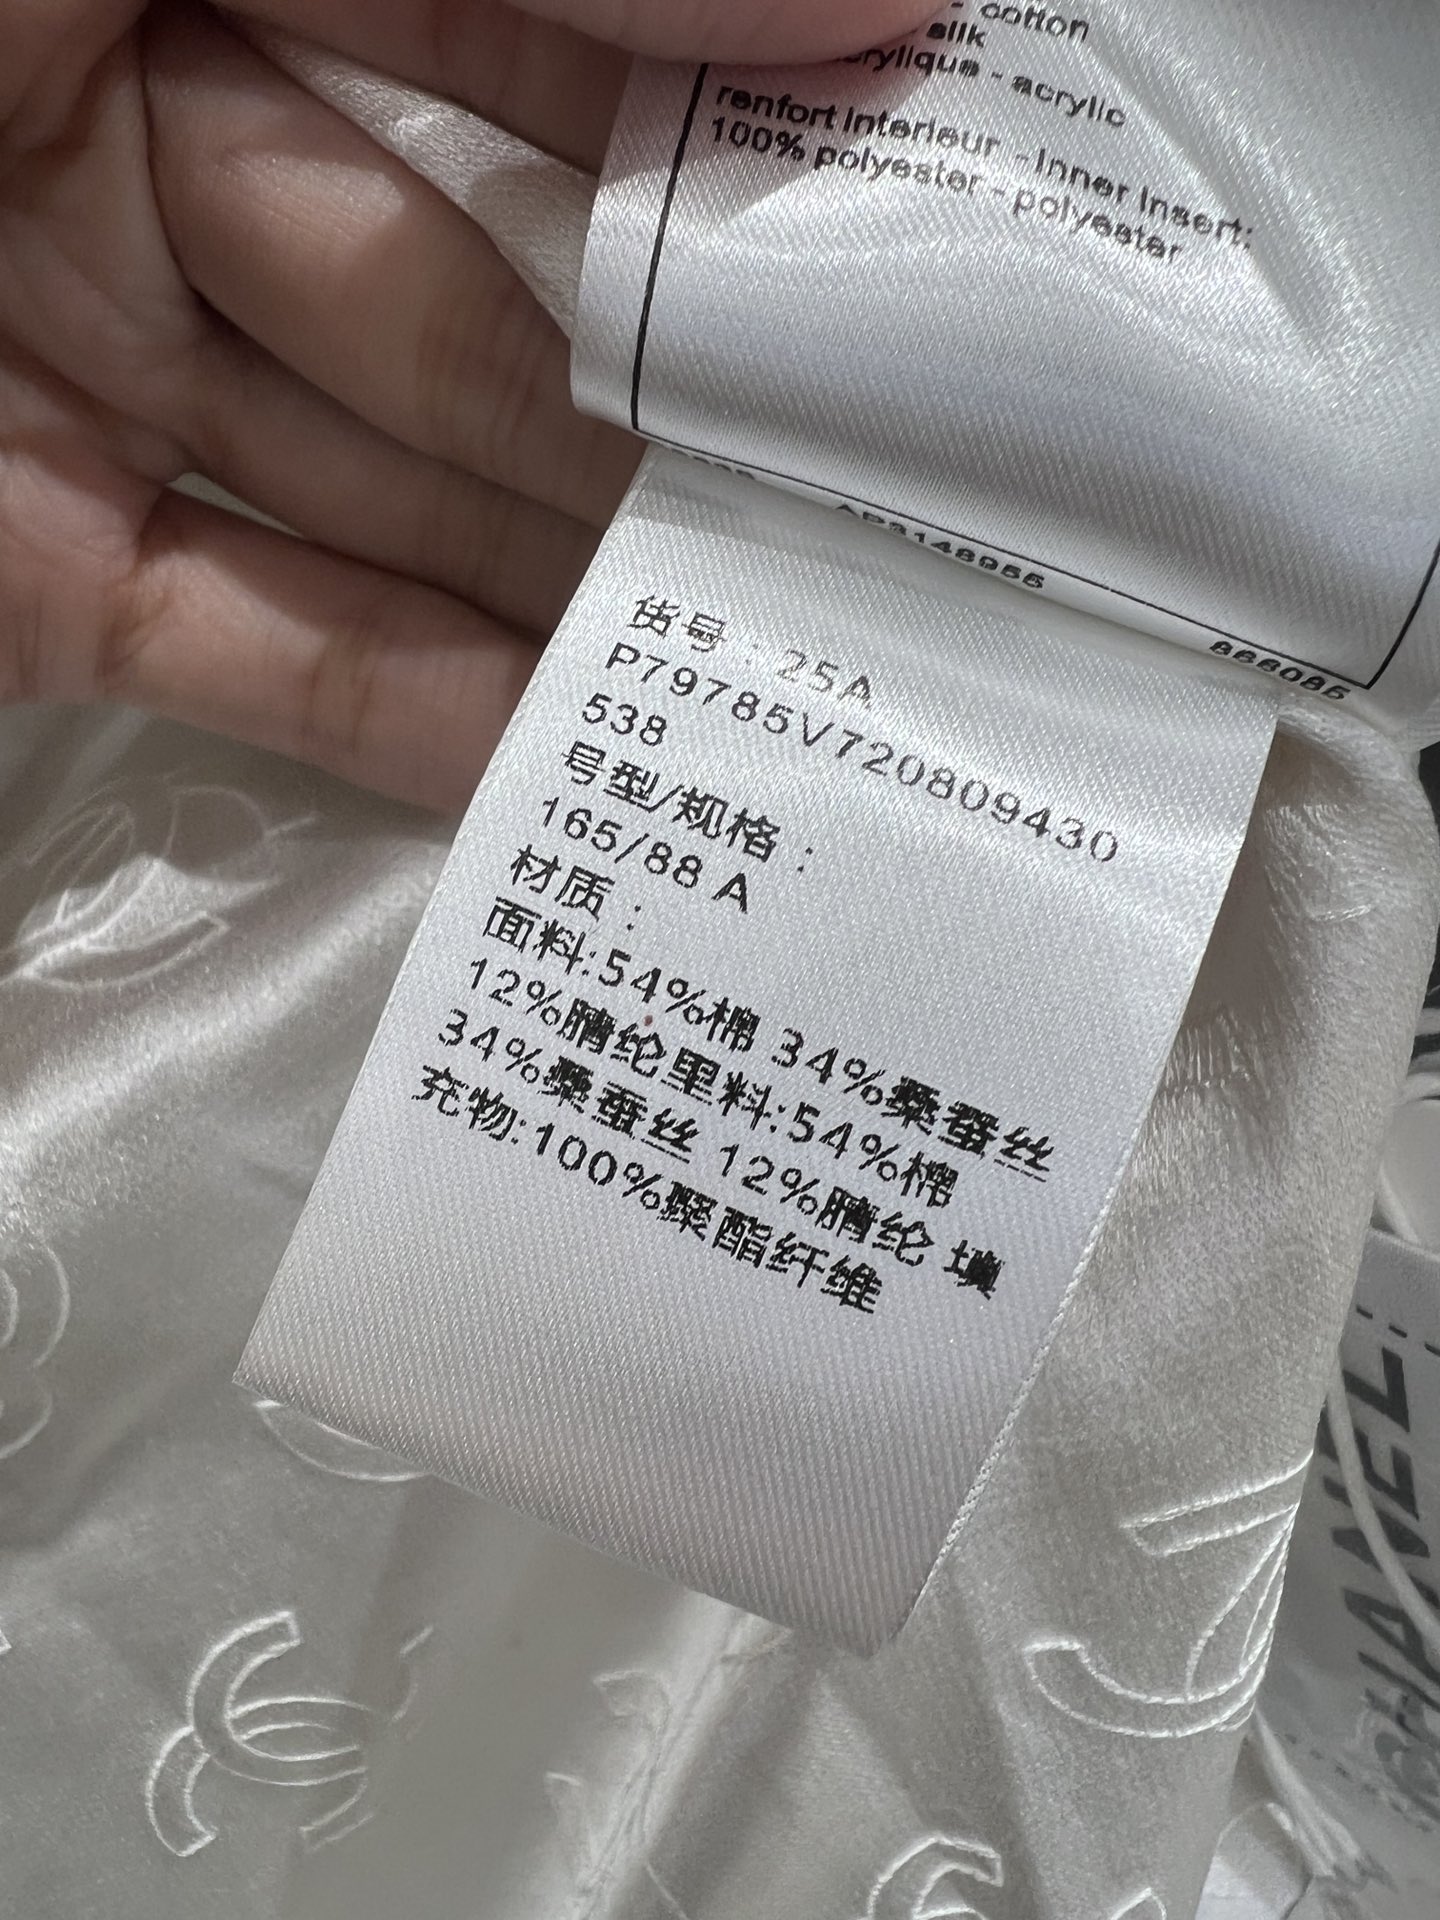 - cotton
silk
acrylique - acrylic
renfort interieur - Inner Insert:
100% polyester - polyester
AP3148955
货号：25A
P79785V720809430
538
号型/规格：
165/88 A
材质：
面料:54%棉 34%桑蚕丝
12%腈纶里料:54%棉
34%桑蚕丝 12%腈纶 填
充物:100%聚酯纤维
CHANEL